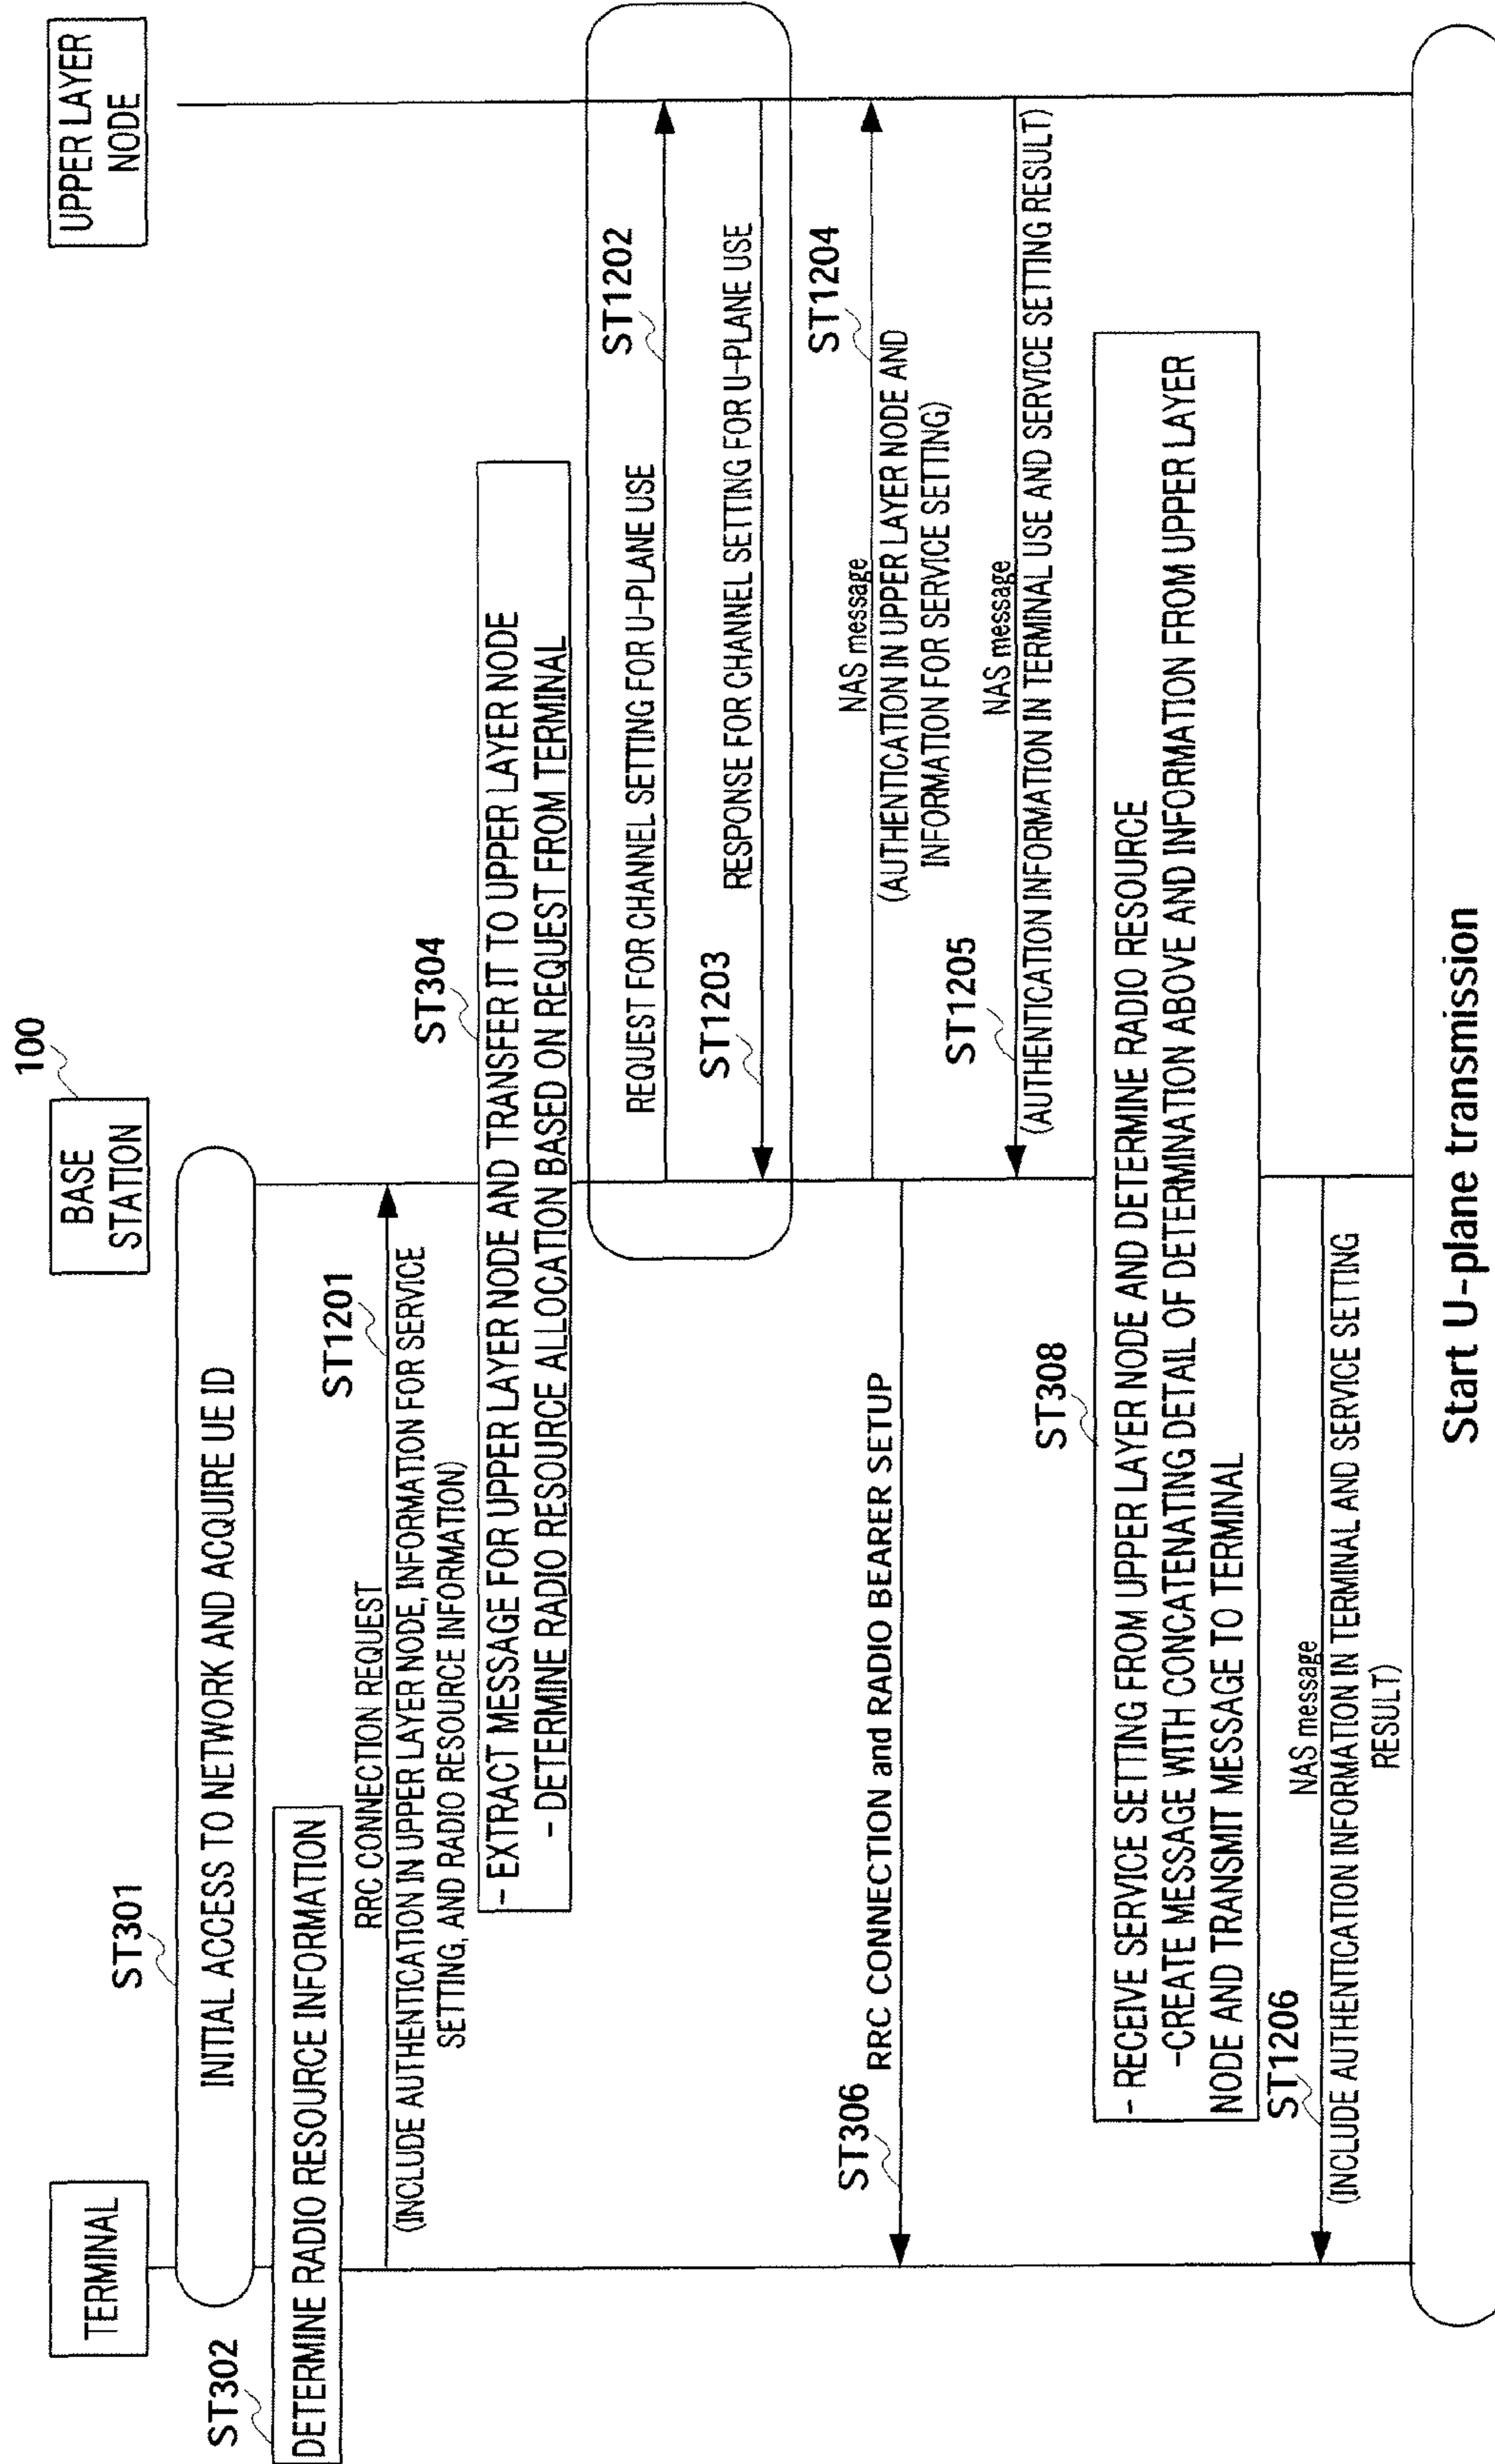 TERMINAL
100
BASE
STATION
UPPER LAYER
NODE
ST301
INITIAL ACCESS TO NETWORK AND ACQUIRE UE ID
ST302
DETERMINE RADIO RESOURCE INFORMATION
ST1201
RRC CONNECTION REQUEST
(INCLUDE AUTHENTICATION IN UPPER LAYER NODE, INFORMATION FOR SERVICE
SETTING, AND RADIO RESOURCE INFORMATION)
ST304
- EXTRACT MESSAGE FOR UPPER LAYER NODE AND TRANSFER IT TO UPPER LAYER NODE
- DETERMINE RADIO RESOURCE ALLOCATION BASED ON REQUEST FROM TERMINAL
ST1202
REQUEST FOR CHANNEL SETTING FOR U-PLANE USE
ST1203
RESPONSE FOR CHANNEL SETTING FOR U-PLANE USE
ST1204
NAS message
(AUTHENTICATION IN UPPER LAYER NODE AND
INFORMATION FOR SERVICE SETTING)
ST306
RRC CONNECTION and RADIO BEARER SETUP
ST1205
NAS message
(AUTHENTICATION INFORMATION IN TERMINAL USE AND SERVICE SETTING RESULT)
ST308
- RECEIVE SERVICE SETTING FROM UPPER LAYER NODE AND DETERMINE RADIO RESOURCE
-CREATE MESSAGE WITH CONCATENATING DETAIL OF DETERMINATION ABOVE AND INFORMATION FROM UPPER LAYER
NODE AND TRANSMIT MESSAGE TO TERMINAL
ST1206
NAS message
(INCLUDE AUTHENTICATION INFORMATION IN TERMINAL AND SERVICE SETTING
RESULT)
Start U-plane transmission